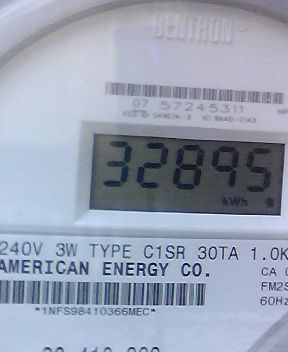 CENTRON
07 57245311
32895
kWh
240V 3W TYPE C1SR 30TA 1.0K
AMERICAN ENERGY CO.
CA
FM2S
60Hz
*1NFS98410366MEC*